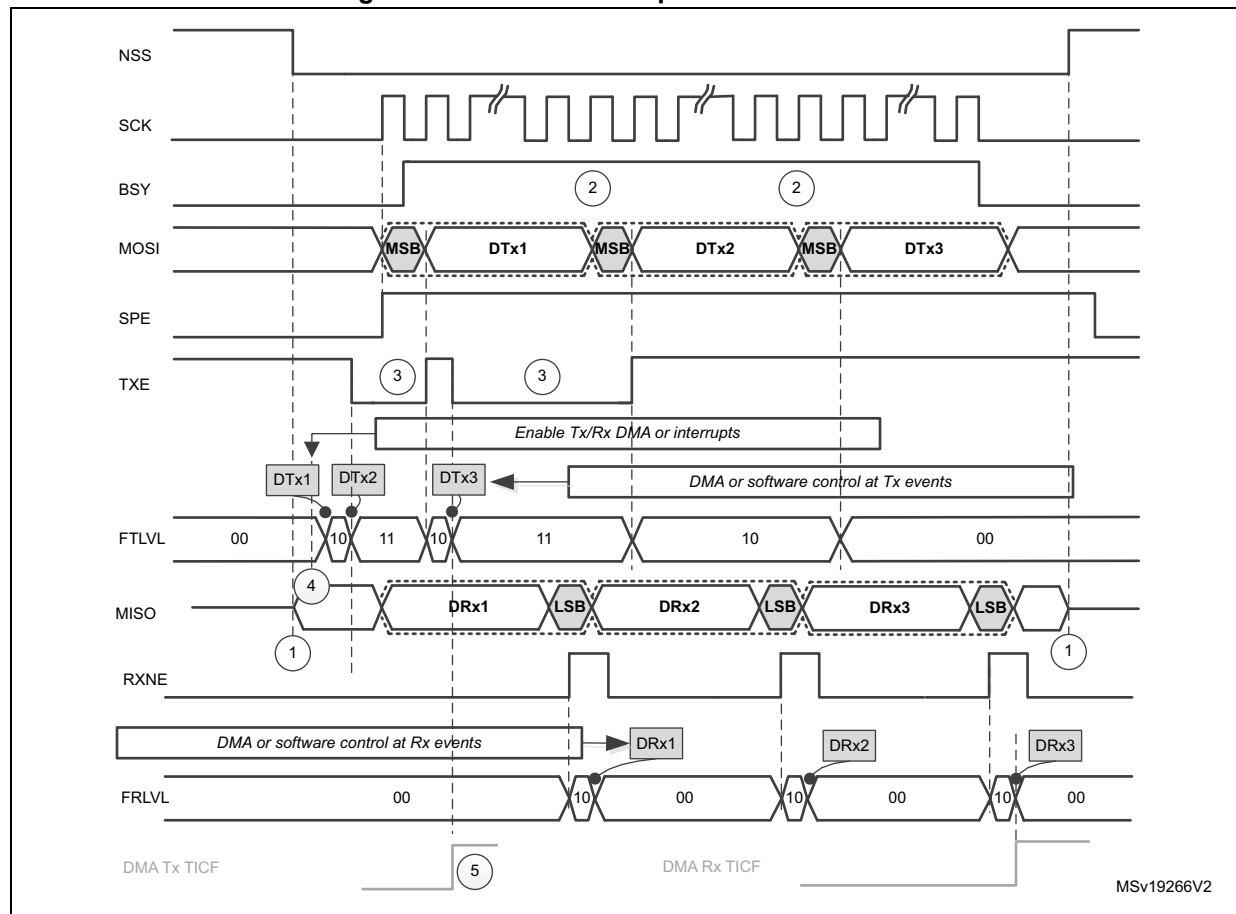 NSS
SCK
BSY
2 2
MOSI MSB DTx1 MSB DTx2 MSB DTx3
SPE
TXE 3 3
Enable Tx/Rx DMA or interrupts
DTx1 DTx2 DTx3 DMA or software control at Tx events
FTLVL 00 10 11 10 11 10 00
4
MISO DRx1 LSB DRx2 LSB DRx3 LSB
1 1
RXNE
DMA or software control at Rx events DRx1 DRx2 DRx3
FRLVL 00 10 00 10 00 10 00
DMA Tx TICF 5 DMA Rx TICF
MSv19266V2